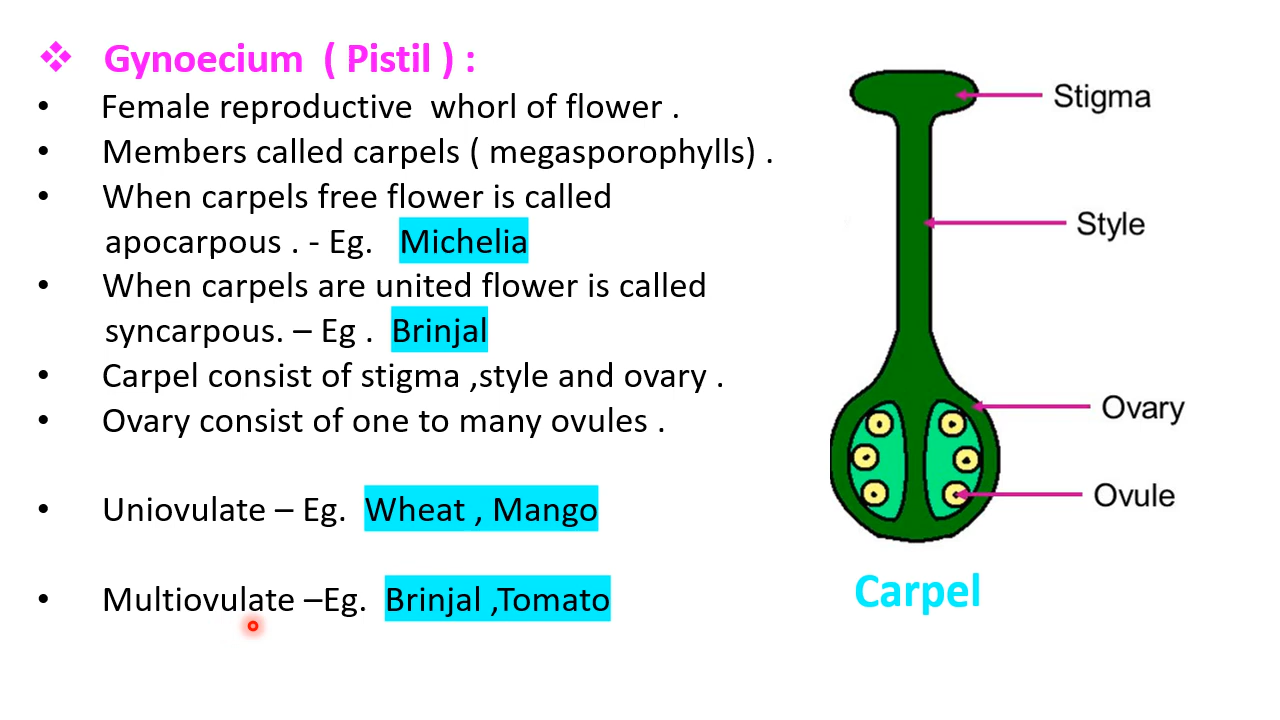 ❖ Gynoecium ( Pistil ) :
• Female reproductive whorl of flower .
• Members called carpels ( megasporophylls) .
• When carpels free flower is called
apocarpous . - Eg. Michelia
• When carpels are united flower is called
syncarpous. – Eg . Brinjal
• Carpel consist of stigma ,style and ovary .
• Ovary consist of one to many ovules .
• Uniovulate – Eg. Wheat , Mango
• Multiovulate –Eg. Brinjal ,Tomato
Stigma
Style
Ovary
Ovule
Carpel